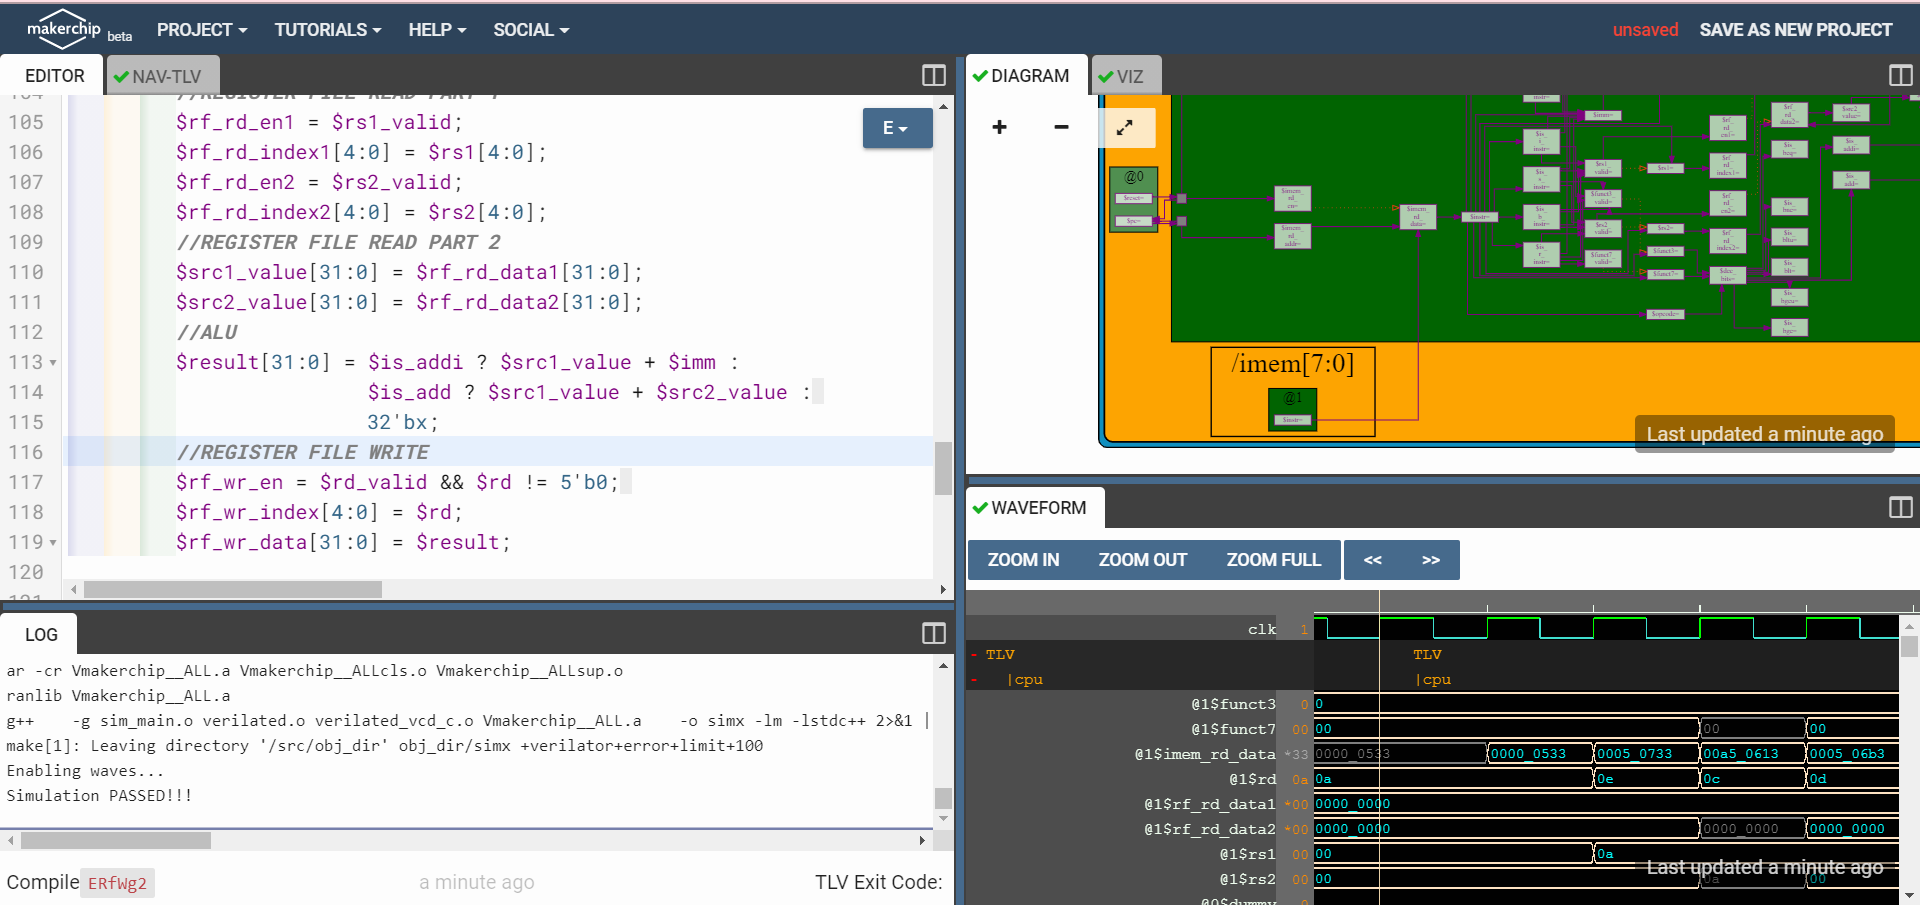 makerchip beta
PROJECT TUTORIALS HELP SOCIAL
unsaved SAVE AS NEW PROJECT
EDITOR NAV-TLV
//REGISTER FILE READ PART 1
105 $rf_rd_en1 = $rs1_valid;
106 $rf_rd_index1[4:0] = $rs1[4:0];
107 $rf_rd_en2 = $rs2_valid;
108 $rf_rd_index2[4:0] = $rs2[4:0];
109 //REGISTER FILE READ PART 2
110 $src1_value[31:0] = $rf_rd_data1[31:0];
111 $src2_value[31:0] = $rf_rd_data2[31:0];
112 //ALU
113 $result[31:0] = $is_addi ? $src1_value + $imm :
114 $is_add ? $src1_value + $src2_value :
115 32'bx;
116 //REGISTER FILE WRITE
117 $rf_wr_en = $rd_valid && $rd != 5'b0;
118 $rf_wr_index[4:0] = $rd;
119 $rf_wr_data[31:0] = $result;
120
E
LOG
ar -cr Vmakerchip__ALL.a Vmakerchip__ALLcls.o Vmakerchip__ALLsup.o
ranlib Vmakerchip__ALL.a
g++ -g sim_main.o verilated.o verilated_vcd_c.o Vmakerchip__ALL.a -o simx -lm -lstdc++ 2>&1 |
make[1]: Leaving directory '/src/obj_dir' obj_dir/simx +verilator+error+limit+100
Enabling waves...
Simulation PASSED!!!
Compile ERfWg2 a minute ago TLV Exit Code:
DIAGRAM VIZ
+ −
@0
/imem[7:0]
@1
Last updated a minute ago
WAVEFORM
ZOOM IN ZOOM OUT ZOOM FULL << >>
clk 1
- TLV TLV
- |cpu |cpu
@1$funct3 0 0
@1$funct7 00 00 00 00
@1$imem_rd_data *33 0000_0533 0000_0533 0005_0733 00a5_0613 0005_06b3
@1$rd 0a 0a 0e 0c 0d
@1$rf_rd_data1 *00 0000_0000
@1$rf_rd_data2 *00 0000_0000 0000_0000 0000_0000
@1$rs1 00 00 0a
Last updated a minute ago
@1$rs2 00 00 0a 00
@0$dummy 0